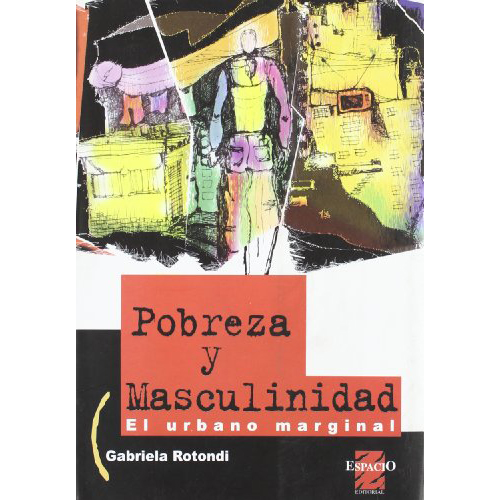 Pobreza
y
Masculinidad
El urbano marginal
Gabriela Rotondi
ESPACIO
EDITORIAL